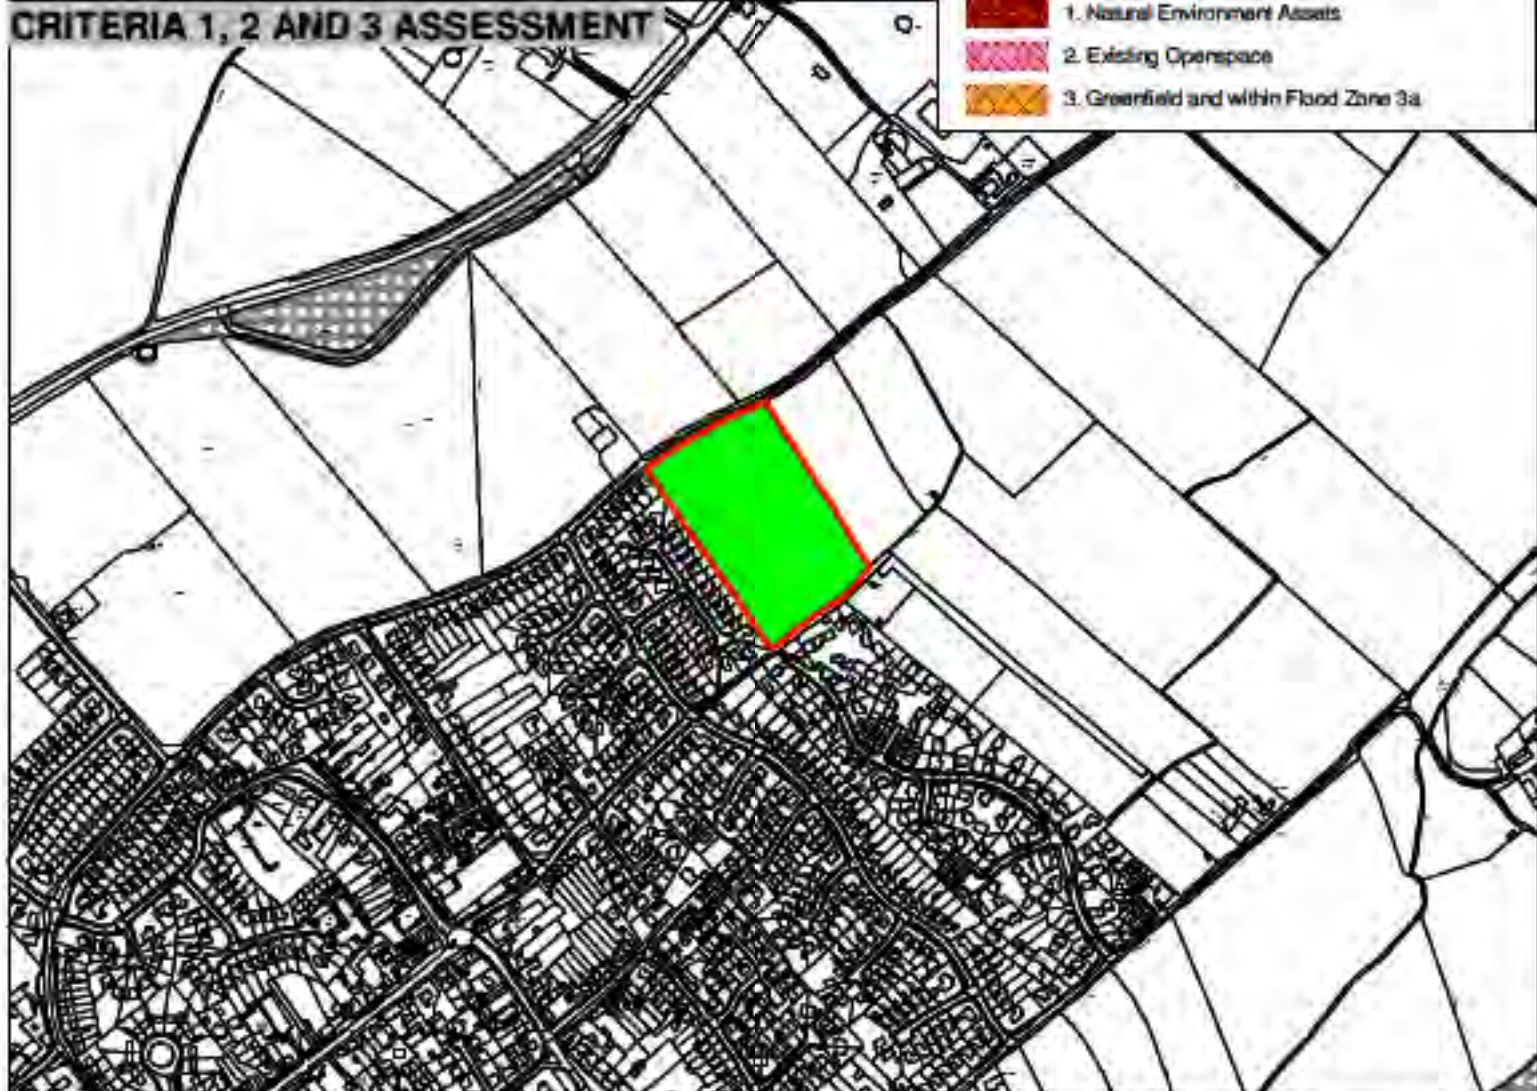 CRITERIA 1, 2 AND 3 ASSESSMENT
1. Natural Environment Assets
2. Existing Openspace
3. Greenfield and within Flood Zone 3a